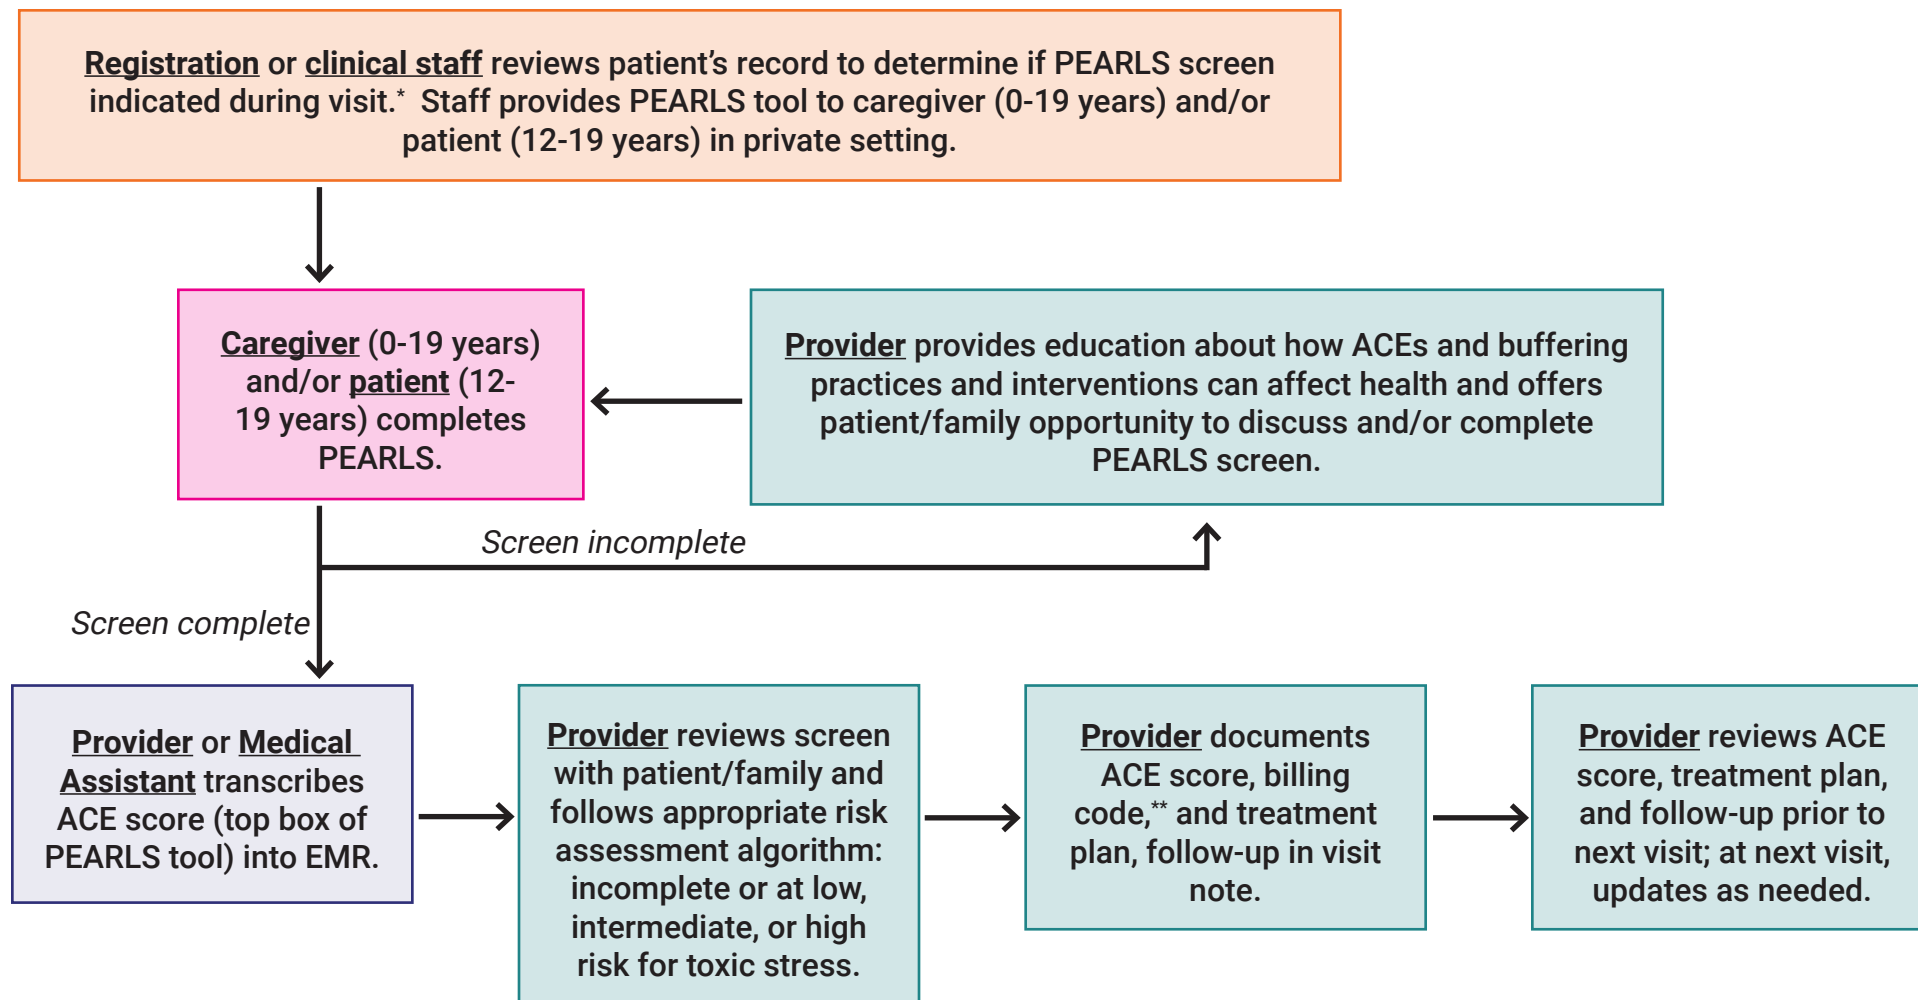 Registration or clinical staff reviews patient’s record to determine if PEARLS screen
indicated during visit.* Staff provides PEARLS tool to caregiver (0-19 years) and/or
patient (12-19 years) in private setting.
Caregiver (0-19 years)
and/or patient (12-
19 years) completes
PEARLS.
Provider provides education about how ACEs and buffering
practices and interventions can affect health and offers
patient/family opportunity to discuss and/or complete
PEARLS screen.
Screen incomplete
Screen complete
Provider or Medical
Assistant transcribes
ACE score (top box of
PEARLS tool) into EMR.
Provider reviews screen
with patient/family and
follows appropriate risk
assessment algorithm:
incomplete or at low,
intermediate, or high
risk for toxic stress.
Provider documents
ACE score, billing
code,** and treatment
plan, follow-up in visit
note.
Provider reviews ACE
score, treatment plan,
and follow-up prior to
next visit; at next visit,
updates as needed.